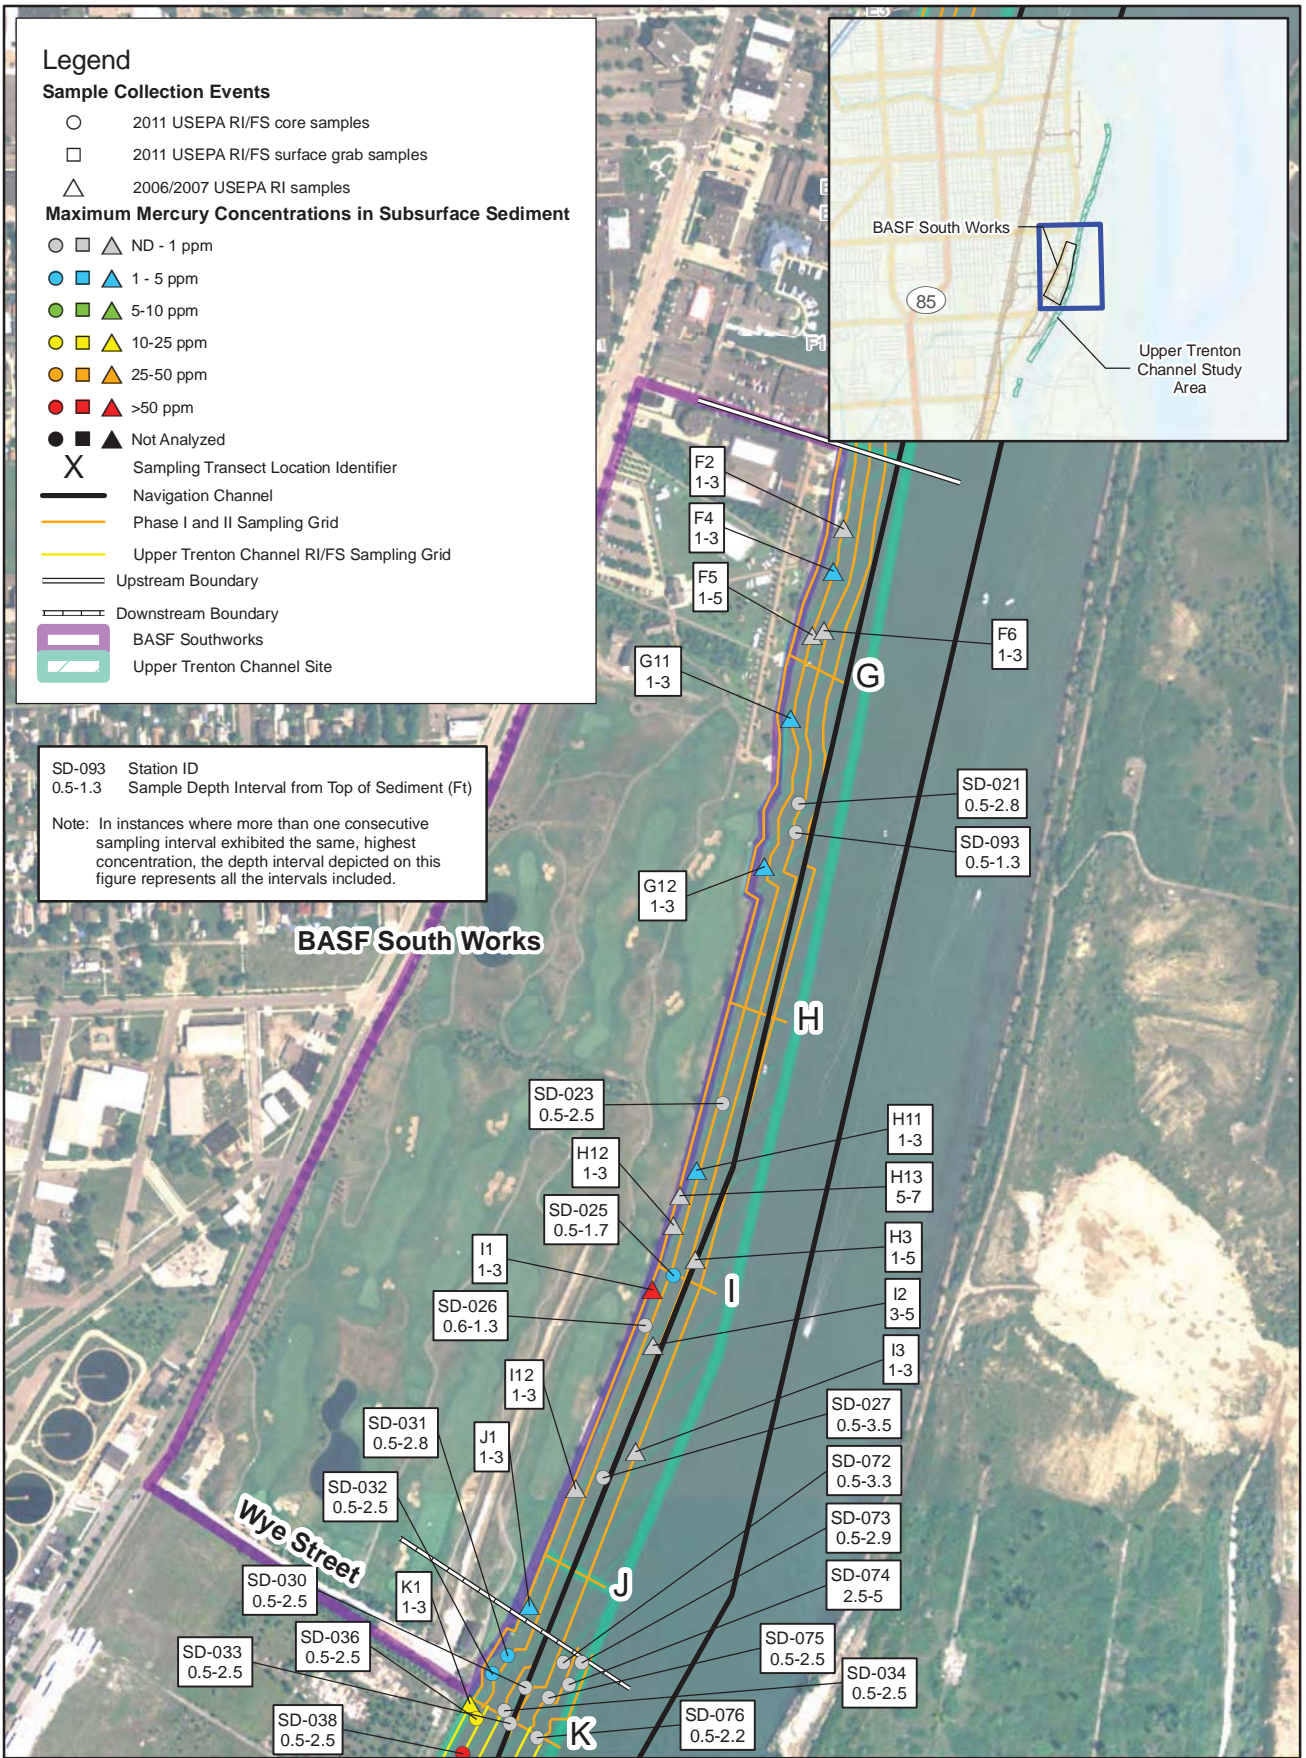 Legend
Sample Collection Events
2011 USEPA RI/FS core samples
2011 USEPA RI/FS surface grab samples
2006/2007 USEPA RI samples
Maximum Mercury Concentrations in Subsurface Sediment
ND - 1 ppm
1 - 5 ppm
5-10 ppm
10-25 ppm
25-50 ppm
>50 ppm
Not Analyzed
X Sampling Transect Location Identifier
Navigation Channel
Phase I and II Sampling Grid
Upper Trenton Channel RI/FS Sampling Grid
Upstream Boundary
Downstream Boundary
BASF Southworks
Upper Trenton Channel Site
SD-093 Station ID
0.5-1.3 Sample Depth Interval from Top of Sediment (Ft)
Note: In instances where more than one consecutive
sampling interval exhibited the same, highest
concentration, the depth interval depicted on this
figure represents all the intervals included.
E3
F1
BASF South Works
85
Upper Trenton
Channel Study
Area
F2
1-3
F4
1-3
F5
1-5
F6
1-3
G11
1-3
G
SD-021
0.5-2.8
SD-093
0.5-1.3
G12
1-3
BASF South Works
H
SD-023
0.5-2.5
H11
1-3
H12
1-3
H13
5-7
SD-025
0.5-1.7
H3
1-5
I1
1-3
I
I2
3-5
SD-026
0.6-1.3
I3
1-3
I12
1-3
SD-027
0.5-3.5
SD-031
0.5-2.8
J1
1-3
SD-072
0.5-3.3
SD-032
0.5-2.5
SD-073
0.5-2.9
Wye Street
J
SD-074
2.5-5
SD-030
0.5-2.5
K1
1-3
SD-075
0.5-2.5
SD-033
0.5-2.5
SD-036
0.5-2.5
SD-034
0.5-2.5
SD-038
0.5-2.5
K
SD-076
0.5-2.2